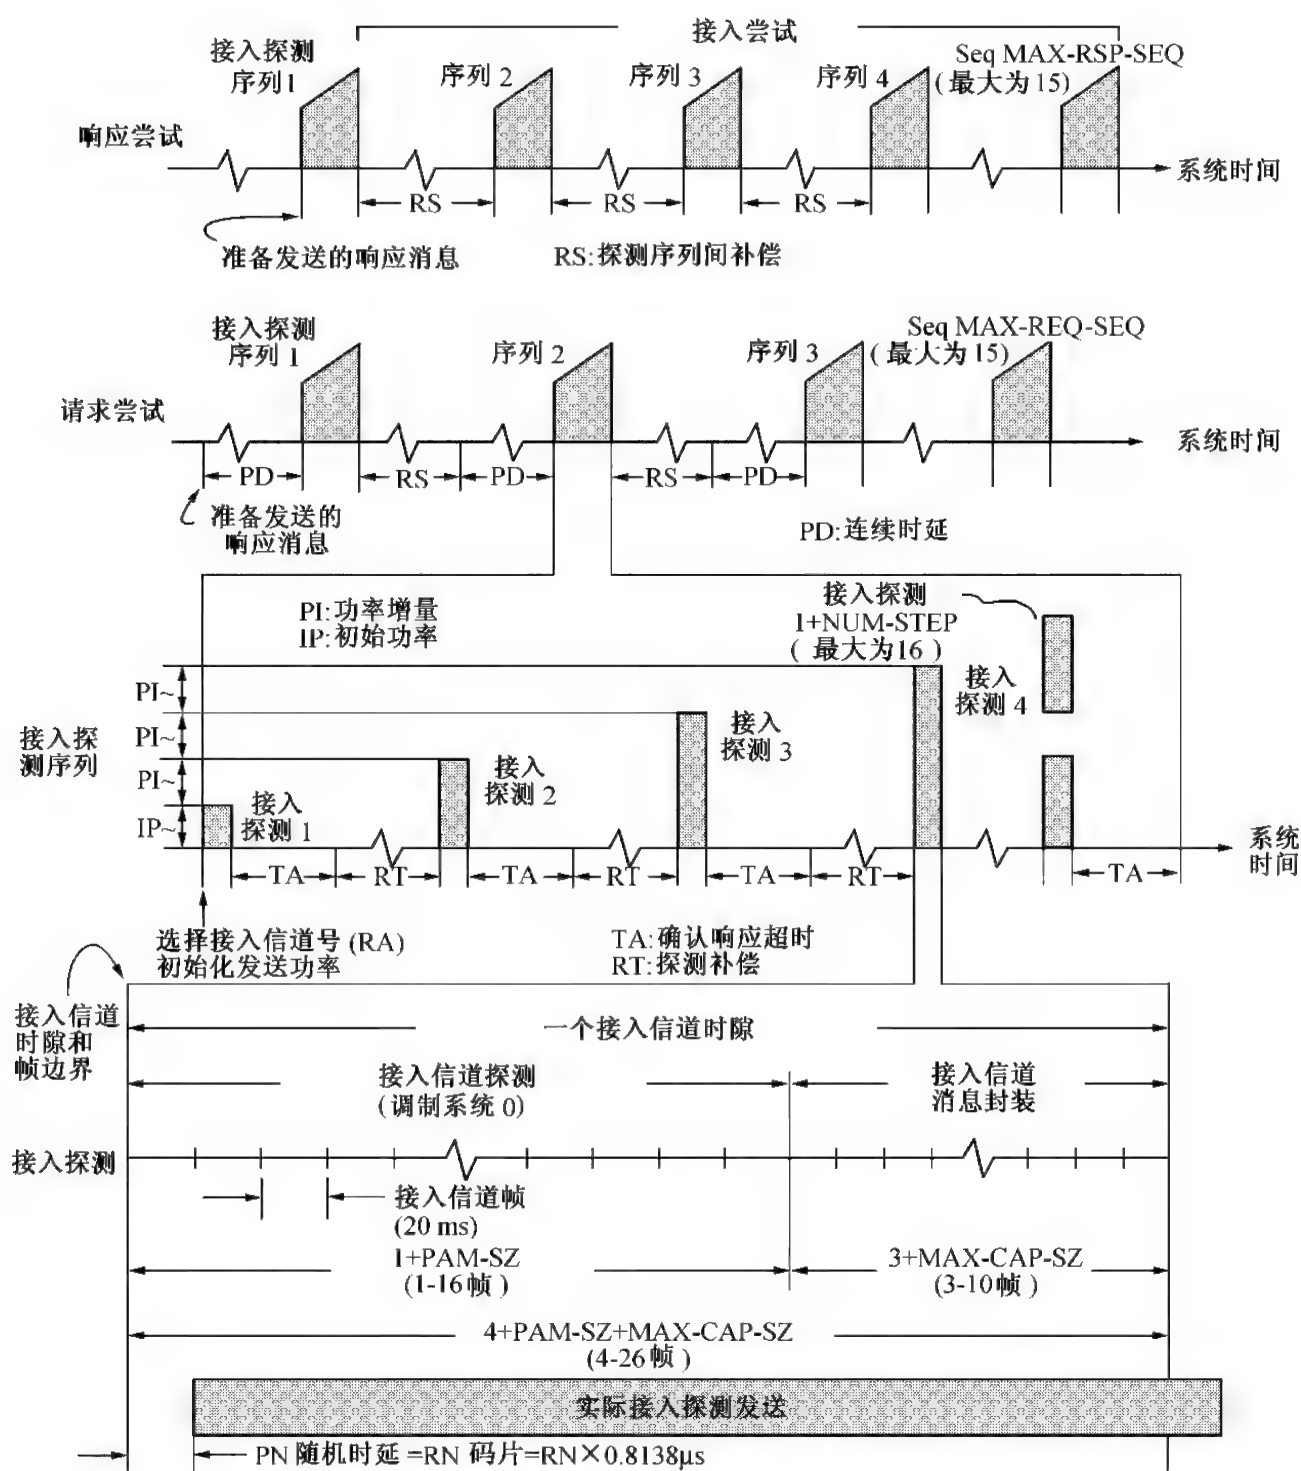 接入尝试
接入探测
序列1
序列 2
序列 3
序列 4
Seq MAX-RSP-SEQ
(最大为15)
响应尝试
系统时间
RS
RS
RS
准备发送的响应消息
RS:探测序列间补偿
接入探测
序列 1
序列 2
序列 3
Seq MAX-REQ-SEQ
(最大为15)
请求尝试
系统时间
PD
RS
PD
RS
PD
准备发送的
响应消息
PD:连续时延
PI:功率增量
IP:初始功率
接入探测
1+NUM-STEP
(最大为16)
PI~
PI~
PI~
IP~
接入探
测序列
接入
探测 1
接入
探测 2
接入
探测 3
接入
探测 4
系统
时间
TA
RT
TA
RT
TA
RT
TA
选择接入信道号(RA)
初始化发送功率
TA:确认响应超时
RT:探测补偿
接入信道
时隙和
帧边界
一个接入信道时隙
接入信道探测
(调制系统0)
接入信道
消息封装
接入探测
接入信道帧
(20 ms)
1+PAM-SZ
(1-16帧)
3+MAX-CAP-SZ
(3-10帧)
4+PAM-SZ+MAX-CAP-SZ
(4-26帧)
实际接入探测发送
PN 随机时延=RN 码片=RN×0.8138μs